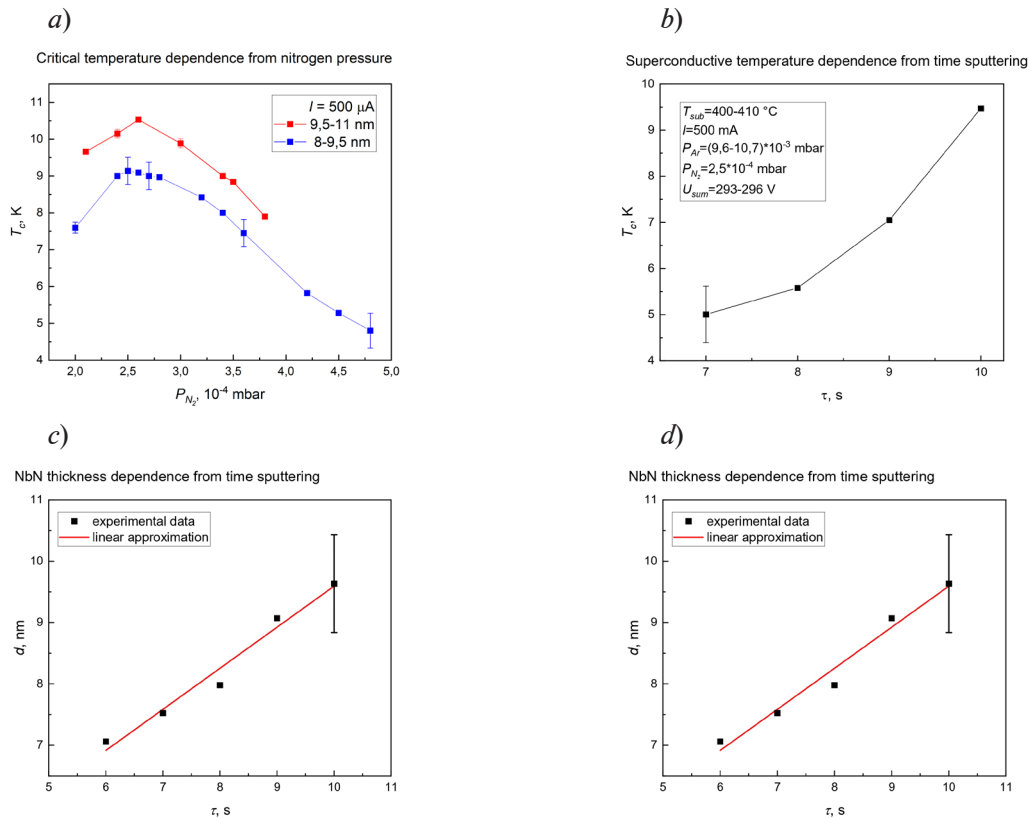 a)
Critical temperature dependence from nitrogen pressure
I = 500 μA
9,5-11 nm
8-9,5 nm
11
10
9
8
7
6
5
4
T_c, K
2,0 2,5 3,0 3,5 4,0 4,5 5,0
P_N₂, 10⁻⁴ mbar
b)
Superconductive temperature dependence from time sputtering
T_sub=400-410 °C
I=500 mA
P_Ar=(9,6-10,7)*10⁻³ mbar
P_N₂=2,5*10⁻⁴ mbar
U_sum=293-296 V
10
9
8
7
6
5
4
T_c, K
7 8 9 10
τ, s
c)
NbN thickness dependence from time sputtering
experimental data
linear approximation
11
10
9
8
7
d, nm
5 6 7 8 9 10 11
τ, s
d)
NbN thickness dependence from time sputtering
experimental data
linear approximation
11
10
9
8
7
d, nm
5 6 7 8 9 10 11
τ, s